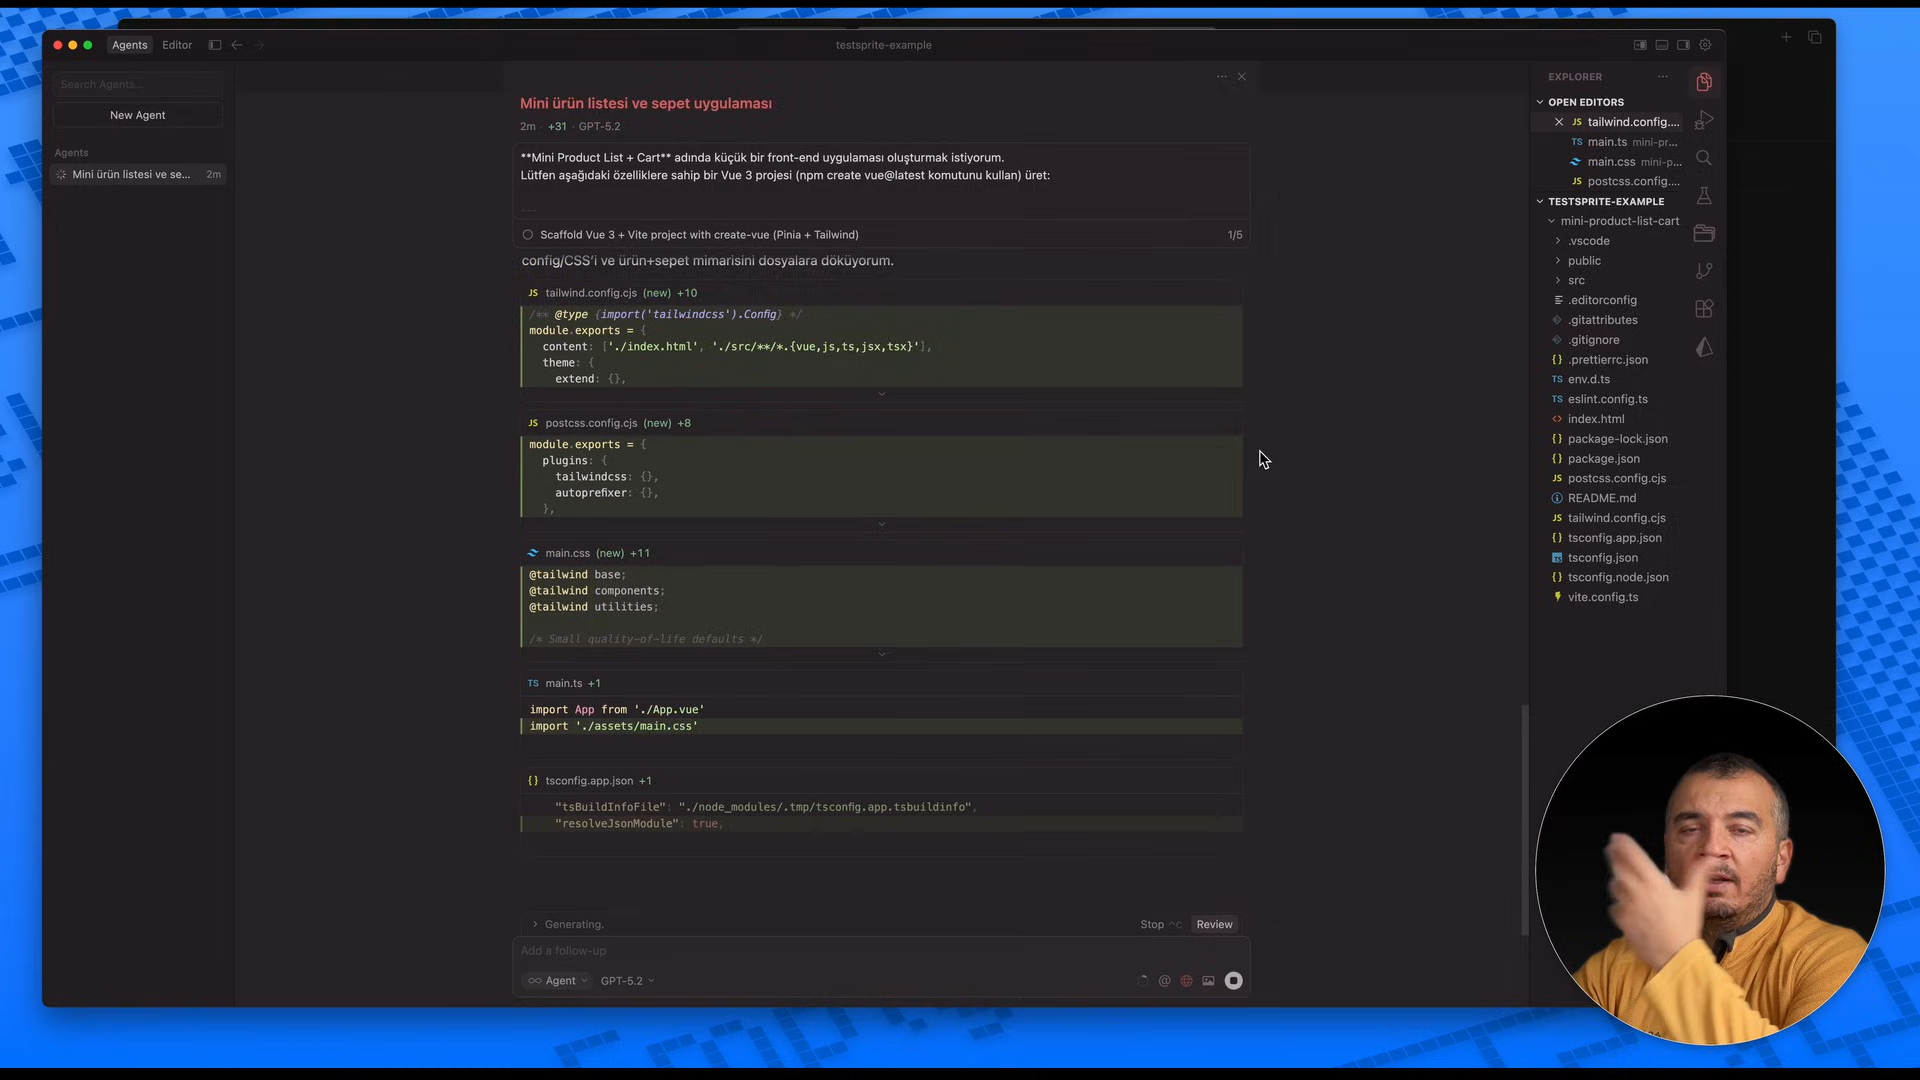 Agents
Editor
testsprite-example
Search Agents...
New Agent
Agents
Mini ürün listesi ve se... 2m
Mini ürün listesi ve sepet uygulaması
2m · +31 · GPT-5.2
**Mini Product List + Cart** adında küçük bir front-end uygulaması oluşturmak istiyorum.
Lütfen aşağıdaki özelliklere sahip bir Vue 3 projesi (npm create vue@latest komutunu kullan) üret:
---
Scaffold Vue 3 + Vite project with create-vue (Pinia + Tailwind) 1/5
config/CSS'i ve ürün+sepet mimarisini dosyalara döküyorum.
JS tailwind.config.cjs (new) +10
/** @type {import('tailwindcss').Config} */
module.exports = {
content: ['./index.html', './src/**/*.{vue,js,ts,jsx,tsx}'],
theme: {
extend: {},
JS postcss.config.cjs (new) +8
module.exports = {
plugins: {
tailwindcss: {},
autoprefixer: {},
},
main.css (new) +11
@tailwind base;
@tailwind components;
@tailwind utilities;
/* Small quality-of-life defaults */
TS main.ts +1
import App from './App.vue'
import './assets/main.css'
{} tsconfig.app.json +1
"tsBuildInfoFile": "./node_modules/.tmp/tsconfig.app.tsbuildinfo",
"resolveJsonModule": true,
Generating.
Stop ^C Review
Add a follow-up
Agent
GPT-5.2
EXPLORER
OPEN EDITORS
JS tailwind.config....
TS main.ts mini-pr...
main.css mini-p...
JS postcss.config....
TESTSPRITE-EXAMPLE
mini-product-list-cart
.vscode
public
src
.editorconfig
.gitattributes
.gitignore
{} .prettierrc.json
TS env.d.ts
TS eslint.config.ts
<> index.html
{} package-lock.json
{} package.json
JS postcss.config.cjs
README.md
JS tailwind.config.cjs
{} tsconfig.app.json
tsconfig.json
{} tsconfig.node.json
vite.config.ts